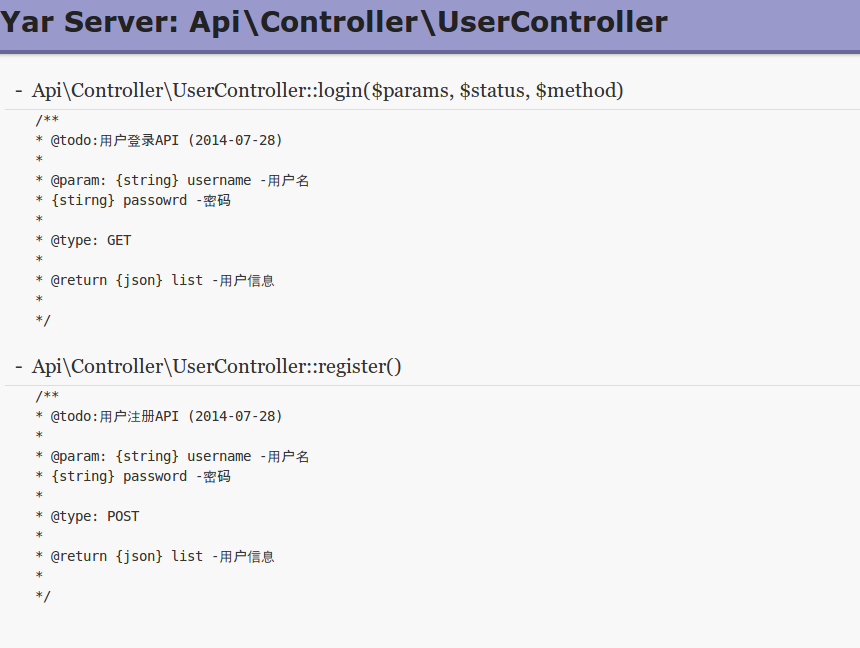 Yar Server: Api\Controller\UserController
- Api\Controller\UserController::login($params, $status, $method)
/**
* @todo:用户登录API (2014-07-28)
*
* @param: {string} username -用户名
* {stirng} passowrd -密码
*
* @type: GET
*
* @return {json} list -用户信息
*
*/
- Api\Controller\UserController::register()
/**
* @todo:用户注册API (2014-07-28)
*
* @param: {string} username -用户名
* {string} password -密码
*
* @type: POST
*
* @return {json} list -用户信息
*
*/